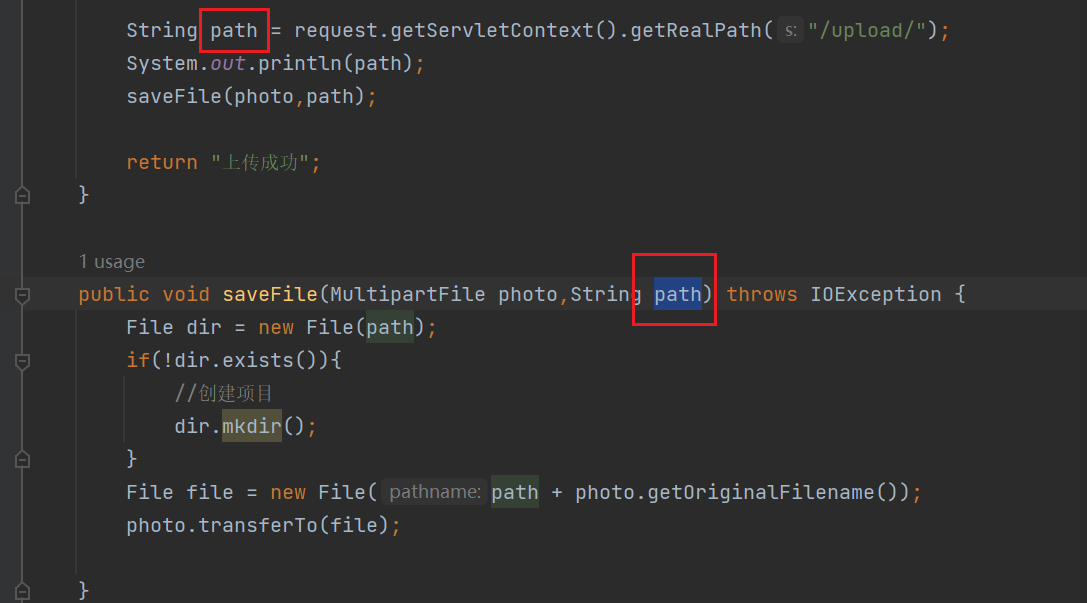 String path = request.getServletContext().getRealPath( s: "/upload/");
System.out.println(path);
saveFile(photo,path);
return "上传成功";
}
1 usage
public void saveFile(MultipartFile photo,String path) throws IOException {
File dir = new File(path);
if(!dir.exists()){
//创建项目
dir.mkdir();
}
File file = new File( pathname: path + photo.getOriginalFilename());
photo.transferTo(file);
}